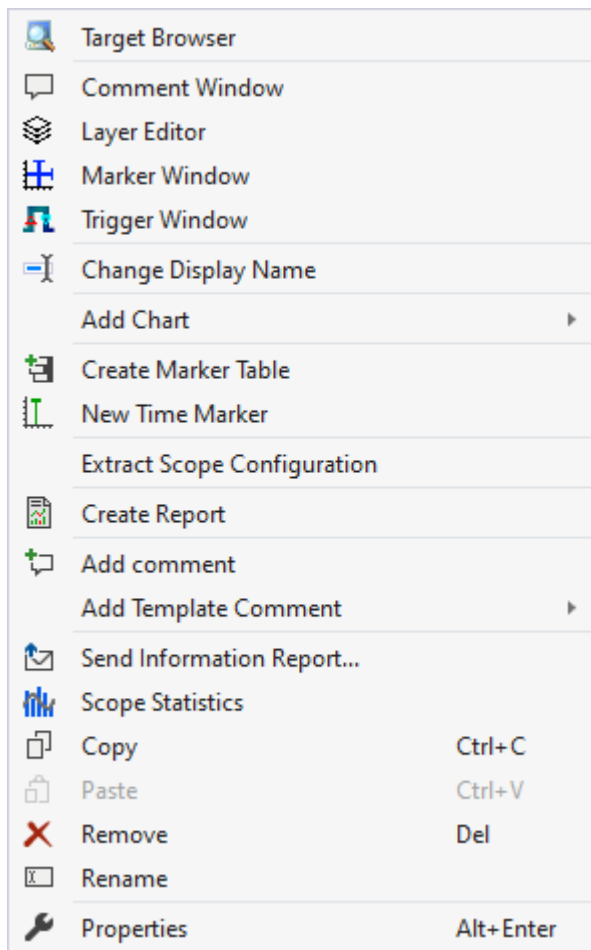 Target Browser
Comment Window
Layer Editor
Marker Window
Trigger Window
Change Display Name
Add Chart
Create Marker Table
New Time Marker
Extract Scope Configuration
Create Report
Add comment
Add Template Comment
Send Information Report...
Scope Statistics
Copy Ctrl+C
Paste Ctrl+V
Remove Del
Rename
Properties Alt+Enter